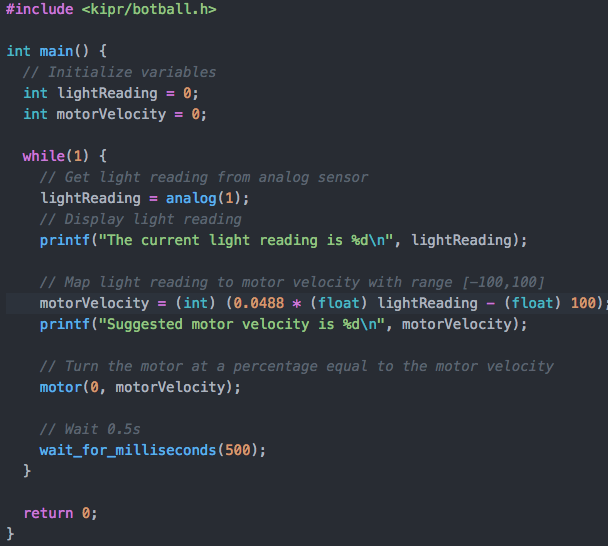 #include <kipr/botball.h>

int main() {
  // Initialize variables
  int lightReading = 0;
  int motorVelocity = 0;

  while(1) {
    // Get light reading from analog sensor
    lightReading = analog(1);
    // Display light reading
    printf("The current light reading is %d\n", lightReading);

    // Map light reading to motor velocity with range [-100,100]
    motorVelocity = (int) (0.0488 * (float) lightReading - (float) 100);
    printf("Suggested motor velocity is %d\n", motorVelocity);

    // Turn the motor at a percentage equal to the motor velocity
    motor(0, motorVelocity);

    // Wait 0.5s
    wait_for_milliseconds(500);
  }

  return 0;
}